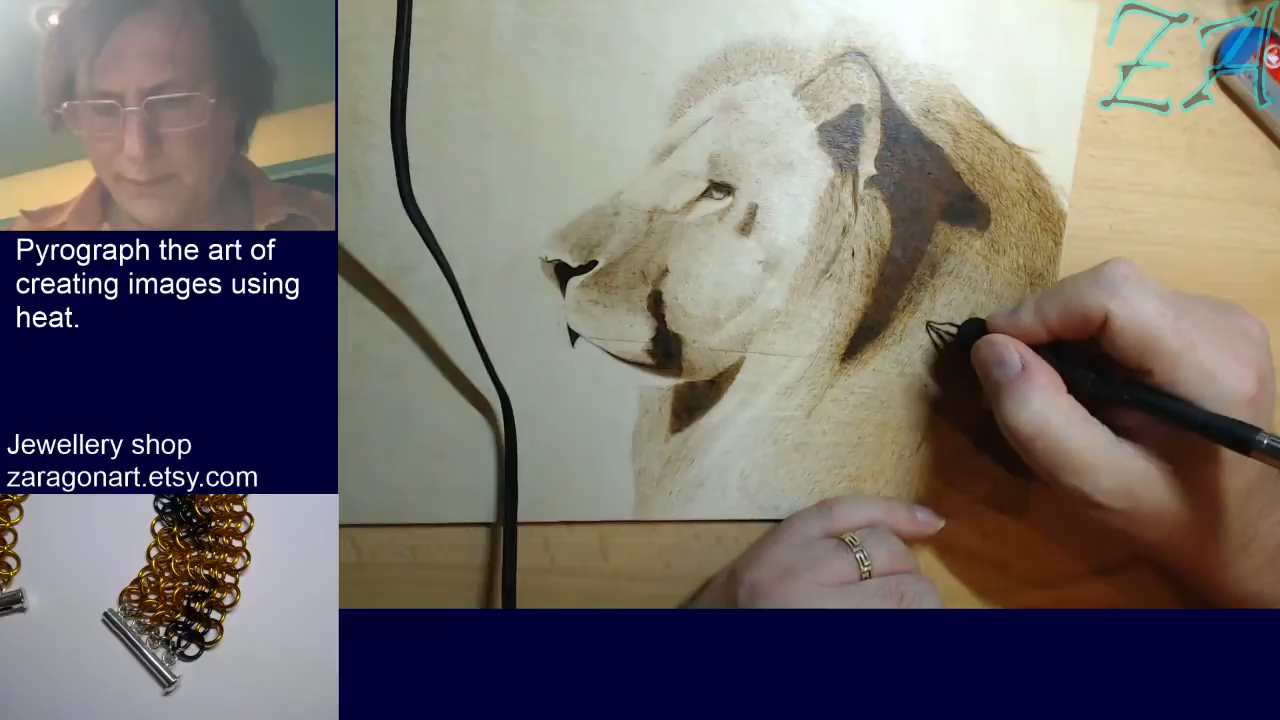 ZA
Pyrograph the art of
creating images using
heat.
Jewellery shop
zaragonart.etsy.com